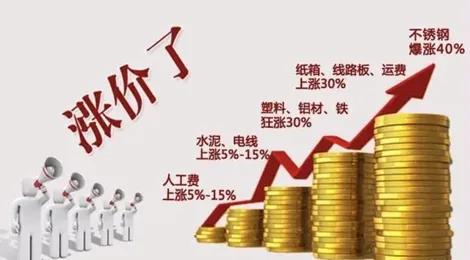 涨价了
不锈钢
爆涨40%
纸箱、线路板、运费
上涨30%
塑料、铝材、铁
狂涨30%
水泥、电线
上涨5%-15%
人工费
上涨5%-15%